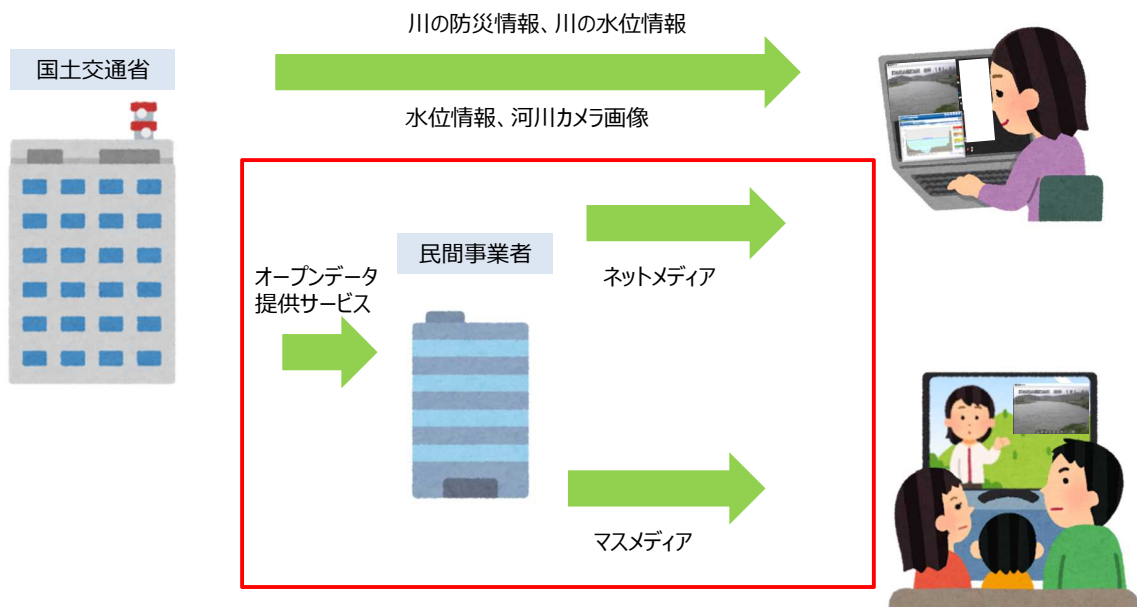 川の防災情報、川の水位情報
国土交通省
水位情報、河川カメラ画像
民間事業者
オープンデータ
提供サービス
ネットメディア
マスメディア